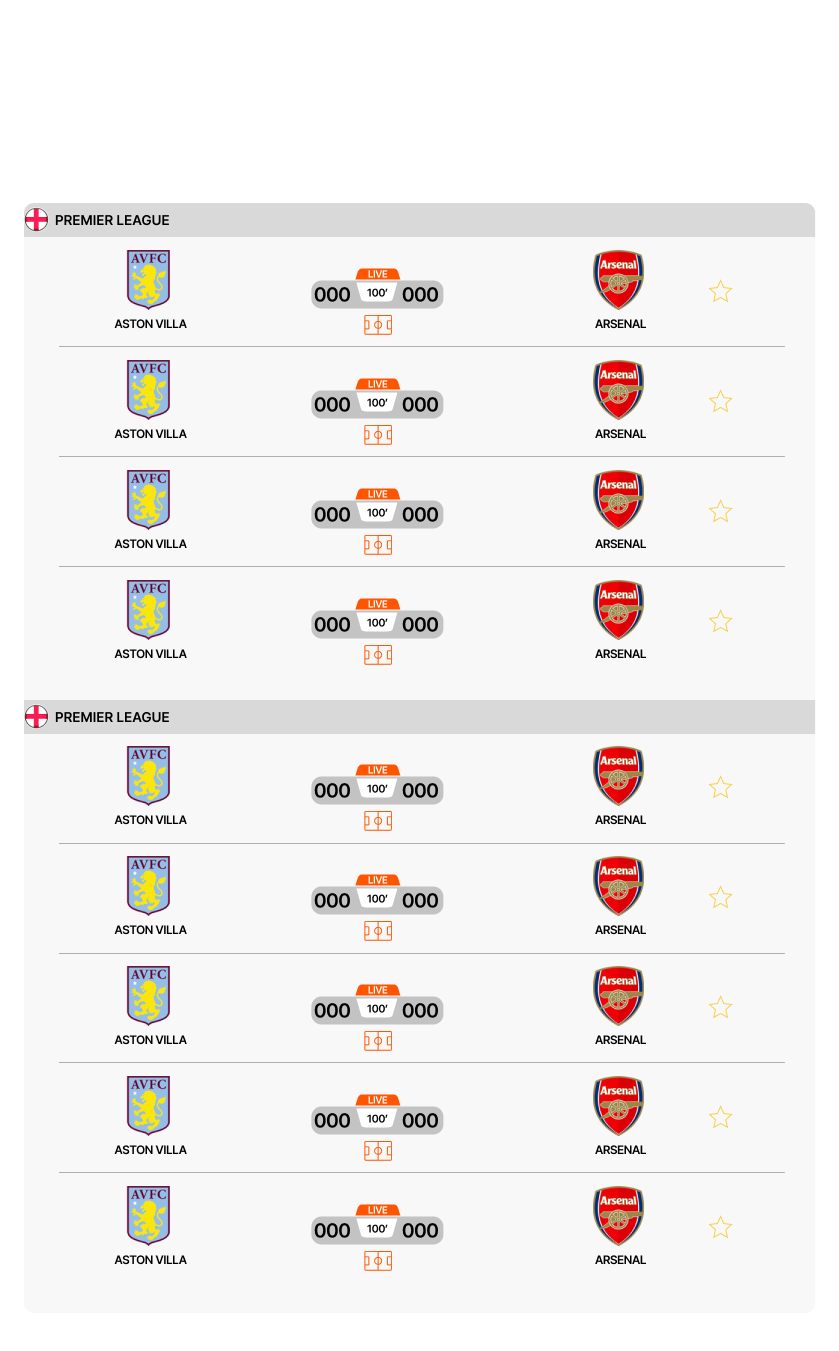 PREMIER LEAGUE
AVFC
Arsenal
LIVE
000 100' 000
ASTON VILLA
ARSENAL
AVFC
Arsenal
LIVE
000 100' 000
ASTON VILLA
ARSENAL
AVFC
Arsenal
LIVE
000 100' 000
ASTON VILLA
ARSENAL
AVFC
Arsenal
LIVE
000 100' 000
ASTON VILLA
ARSENAL
PREMIER LEAGUE
AVFC
Arsenal
LIVE
000 100' 000
ASTON VILLA
ARSENAL
AVFC
Arsenal
LIVE
000 100' 000
ASTON VILLA
ARSENAL
AVFC
Arsenal
LIVE
000 100' 000
ASTON VILLA
ARSENAL
AVFC
Arsenal
LIVE
000 100' 000
ASTON VILLA
ARSENAL
AVFC
Arsenal
LIVE
000 100' 000
ASTON VILLA
ARSENAL